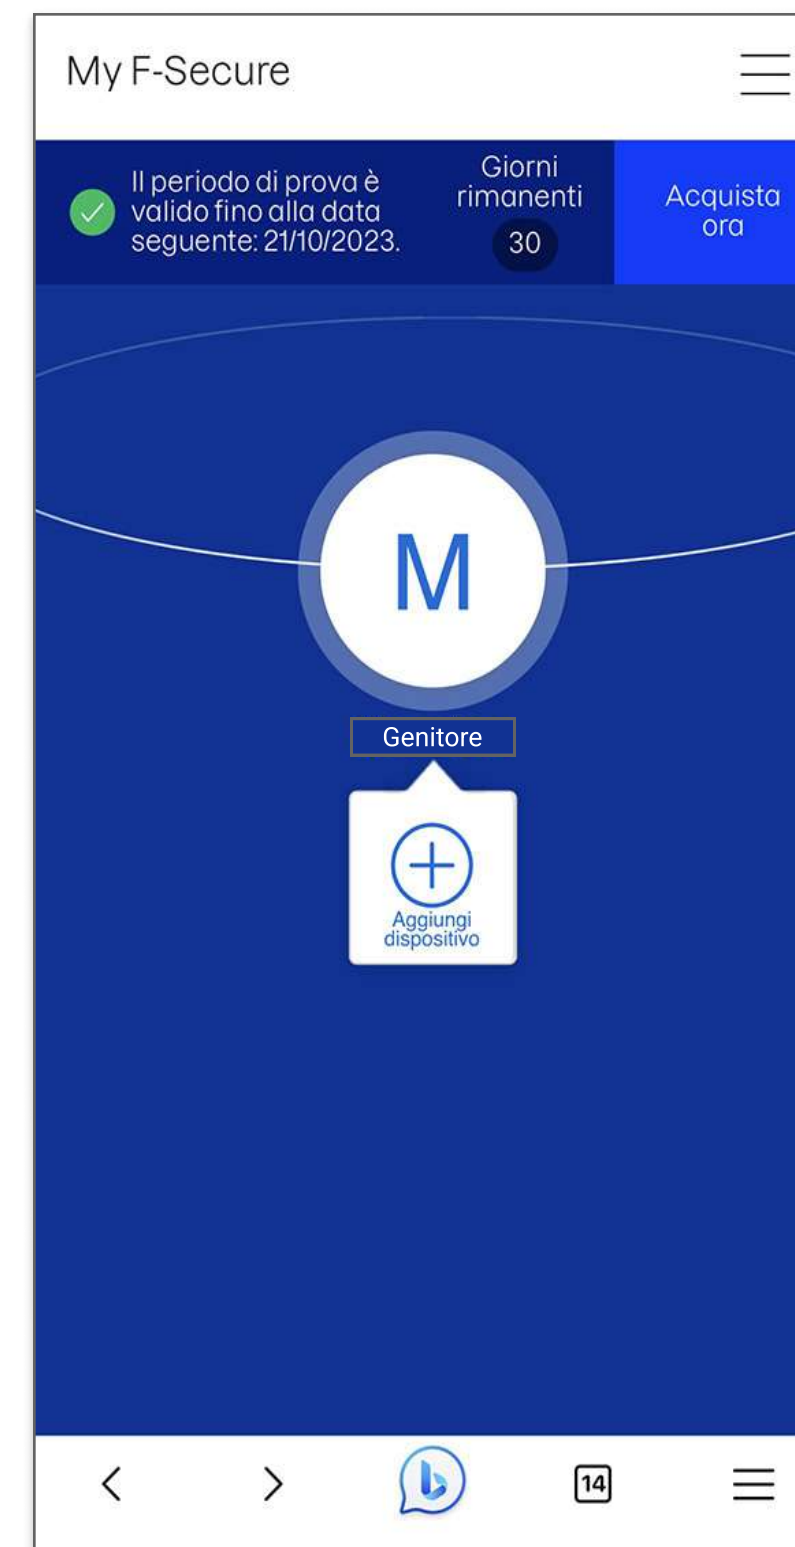 My F-Secure
Il periodo di prova è
valido fino alla data
seguente: 21/10/2023.
Giorni
rimanenti
30
Acquista
ora
M
Genitore
Aggiungi
dispositivo
14